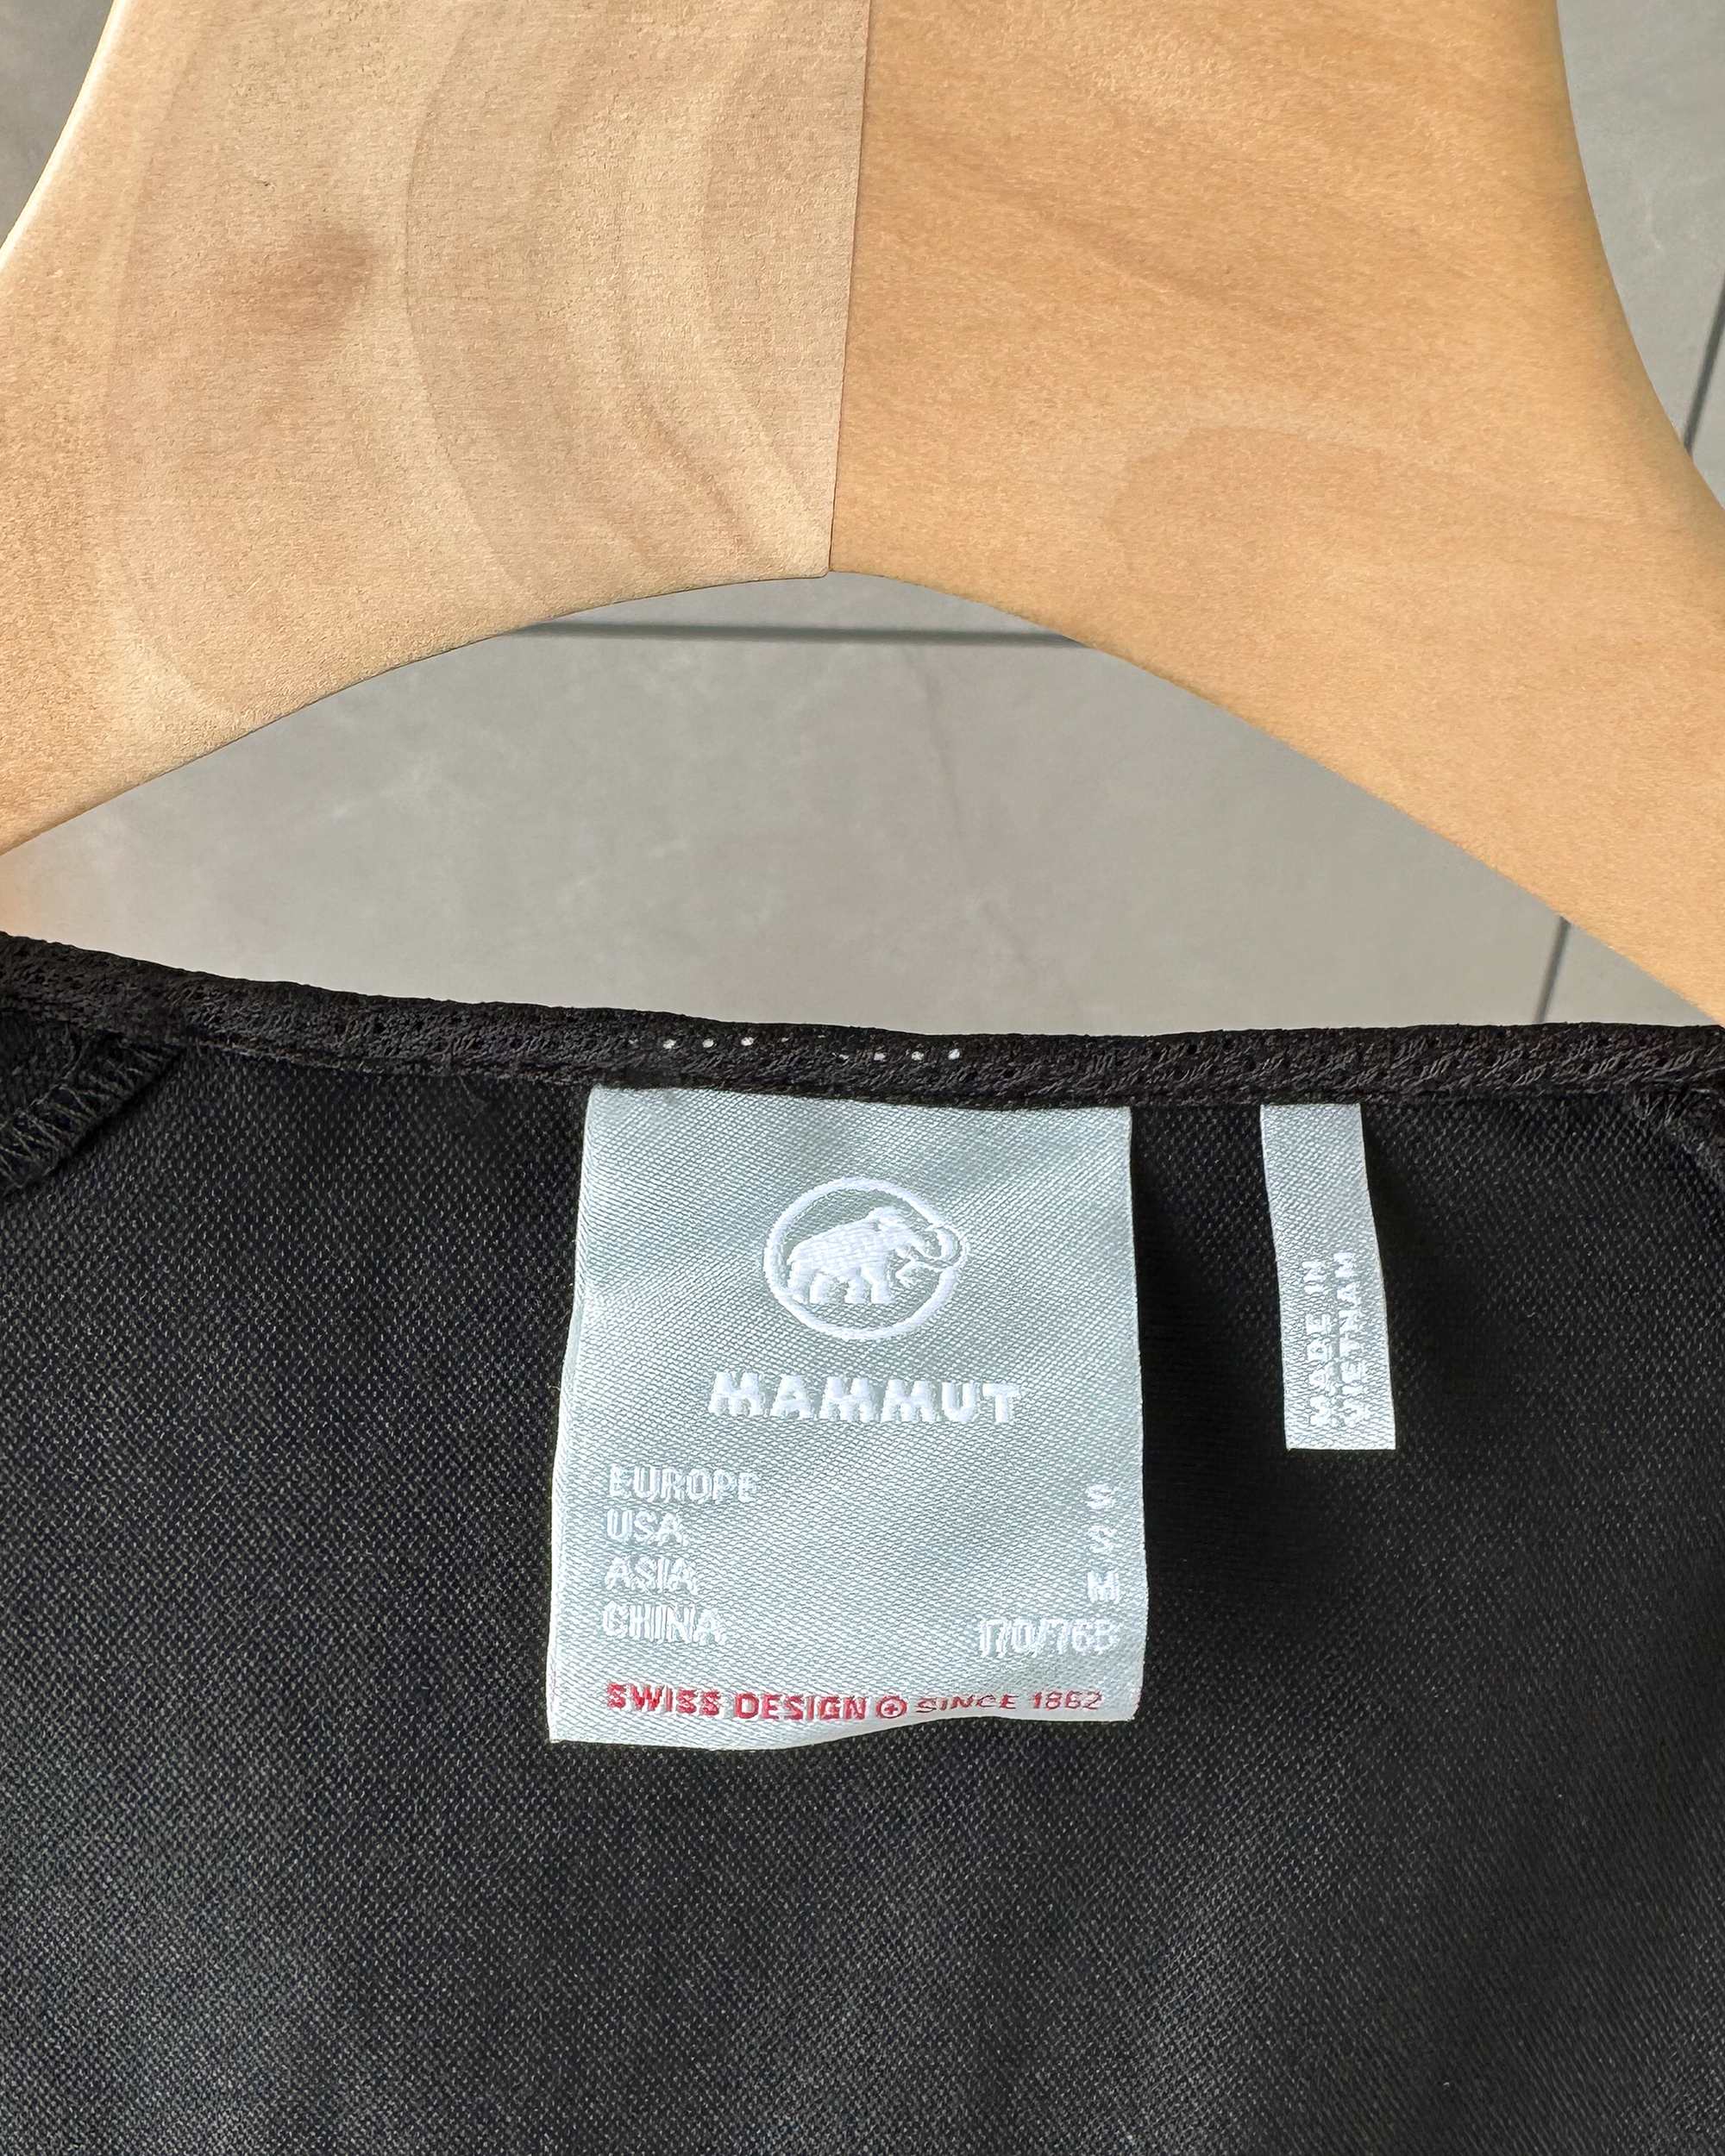 MAMMUT
EUROPE S
USA S
ASIA M
CHINA 170/76B
SWISS DESIGN SINCE 1862
MADE IN
VIETNAM